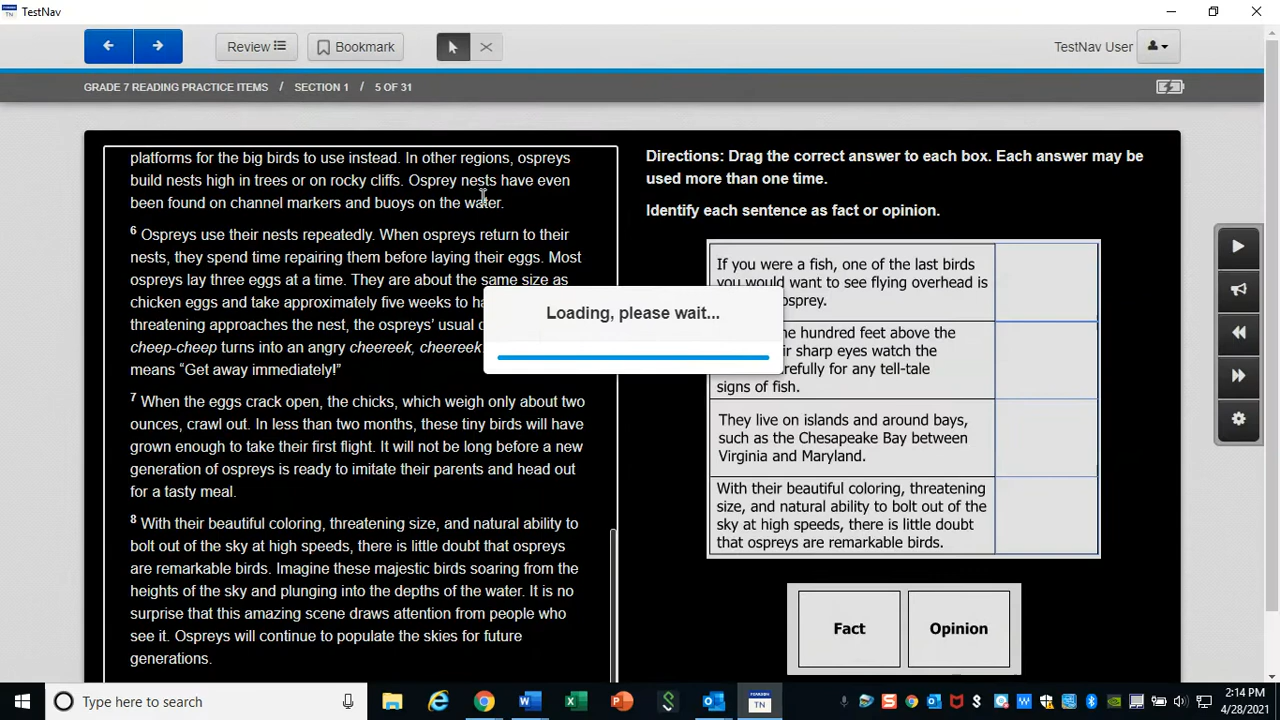 TestNav
Review
Bookmark
TestNav User
GRADE 7 READING PRACTICE ITEMS / SECTION 1 / 5 OF 31
platforms for the big birds to use instead. In other regions, ospreys
build nests high in trees or on rocky cliffs. Osprey nests have even
been found on channel markers and buoys on the water.
6 Ospreys use their nests repeatedly. When ospreys return to their
nests, they spend time repairing them before laying their eggs. Most
ospreys lay three eggs at a time. They are about the same size as
chicken eggs and take approximately five weeks to
threatening approaches the nest, the ospreys' usual
cheep-cheep turns into an angry cheereek, cheereek
means “Get away immediately!”
7 When the eggs crack open, the chicks, which weigh only about two
ounces, crawl out. In less than two months, these tiny birds will have
grown enough to take their first flight. It will not be long before a new
generation of ospreys is ready to imitate their parents and head out
for a tasty meal.
8 With their beautiful coloring, threatening size, and natural ability to
bolt out of the sky at high speeds, there is little doubt that ospreys
are remarkable birds. Imagine these majestic birds soaring from the
heights of the sky and plunging into the depths of the water. It is no
surprise that this amazing scene draws attention from people who
see it. Ospreys will continue to populate the skies for future
generations.
Loading, please wait...
Directions: Drag the correct answer to each box. Each answer may be
used more than one time.
Identify each sentence as fact or opinion.
If you were a fish, one of the last birds
you would want to see flying overhead is
osprey.
hundred feet above the
sharp eyes watch the
for any tell-tale
signs of fish.
They live on islands and around bays,
such as the Chesapeake Bay between
Virginia and Maryland.
With their beautiful coloring, threatening
size, and natural ability to bolt out of the
sky at high speeds, there is little doubt
that ospreys are remarkable birds.
Fact
Opinion
Type here to search
2:14 PM
4/28/2021